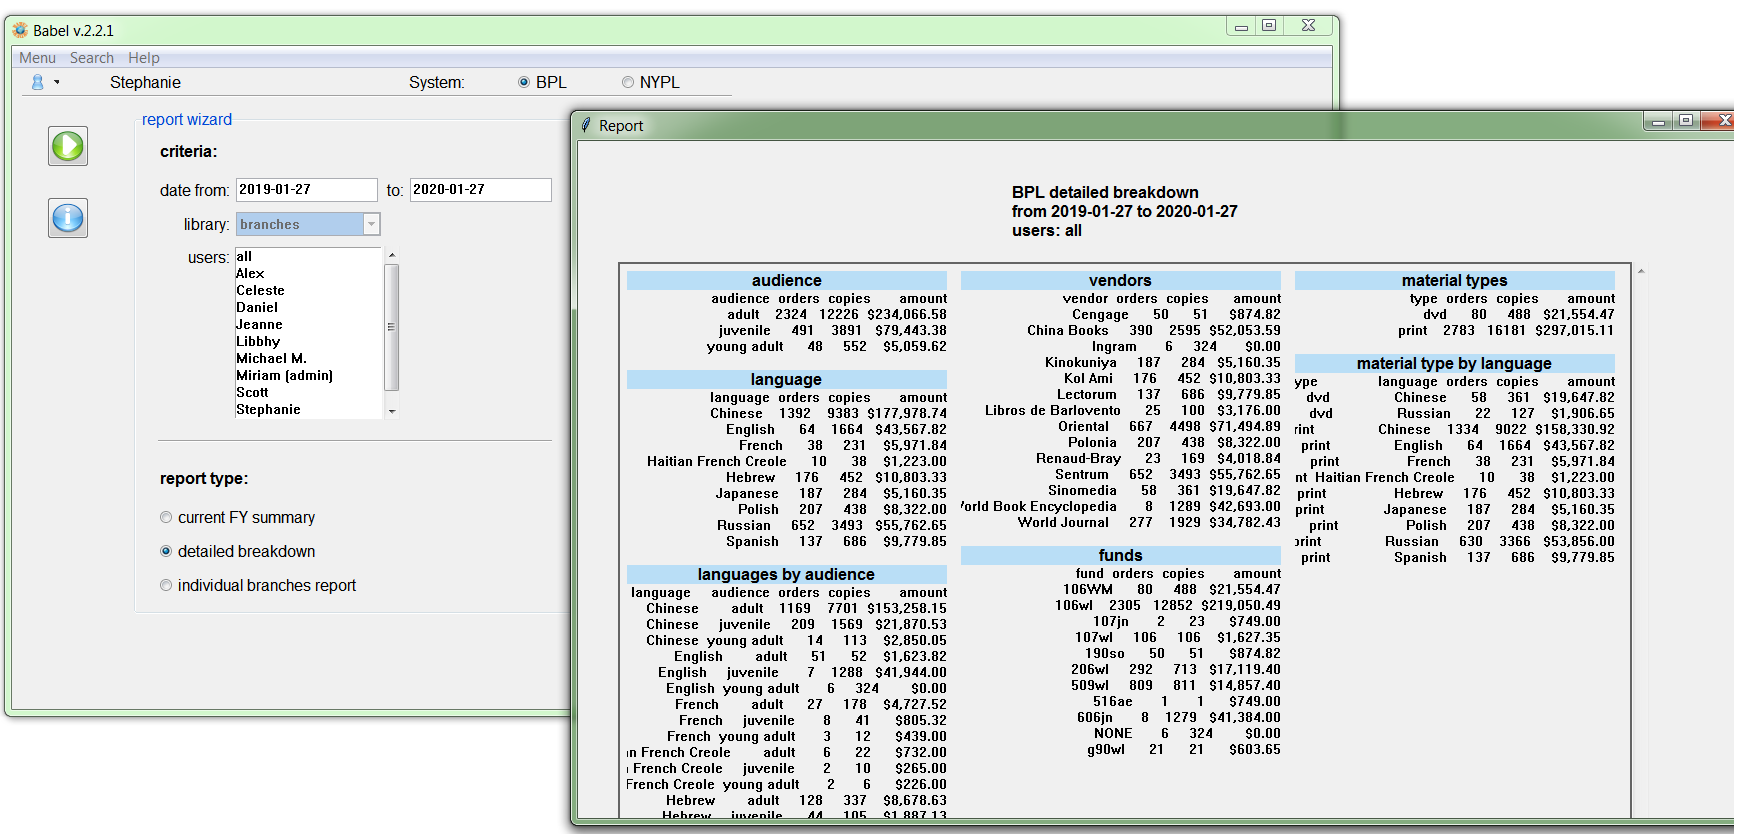 Babel v.2.2.1
Menu Search Help
Stephanie System: BPL NYPL
report wizard
criteria:
date from: 2019-01-27 to: 2020-01-27
library: branches
users: all
Alex
Celeste
Daniel
Jeanne
Libbhy
Michael M.
Miriam (admin)
Scott
Stephanie
report type:
current FY summary
detailed breakdown
individual branches report
Report
BPL detailed breakdown
from 2019-01-27 to 2020-01-27
users: all
audience
audience orders copies amount
adult 2324 12226 $234,066.58
juvenile 491 3891 $79,443.38
young adult 48 552 $5,059.62
language
language orders copies amount
Chinese 1392 9383 $177,978.74
English 64 1664 $43,567.82
French 38 231 $5,971.84
Haitian French Creole 10 38 $1,223.00
Hebrew 176 452 $10,803.33
Japanese 187 284 $5,160.35
Polish 207 438 $8,322.00
Russian 652 3493 $55,762.65
Spanish 137 686 $9,779.85
languages by audience
language audience orders copies amount
Chinese adult 1169 7701 $153,258.15
Chinese juvenile 209 1569 $21,870.53
Chinese young adult 14 113 $2,850.05
English adult 51 52 $1,623.82
English juvenile 7 1288 $41,944.00
English young adult 6 324 $0.00
French adult 27 178 $4,727.52
French juvenile 8 41 $805.32
French young adult 3 12 $439.00
n French Creole adult 6 22 $732.00
French Creole juvenile 2 10 $265.00
French Creole young adult 2 6 $226.00
Hebrew adult 128 337 $8,678.63
Hebrew juvenile 44 105 $1,887.13
vendors
vendor orders copies amount
Cengage 50 51 $874.82
China Books 390 2595 $52,053.59
Ingram 6 324 $0.00
Kinokuniya 187 284 $5,160.35
Kol Ami 176 452 $10,803.33
Lectorum 137 686 $9,779.85
Libros de Barlovento 25 100 $3,176.00
Oriental 667 4498 $71,494.89
Polonia 207 438 $8,322.00
Renaud-Bray 23 169 $4,018.84
Sentrum 652 3493 $55,762.65
Sinomedia 58 361 $19,647.82
orld Book Encyclopedia 8 1289 $42,693.00
World Journal 277 1929 $34,782.43
funds
fund orders copies amount
106WM 80 488 $21,554.47
106wl 2305 12852 $219,050.49
107jn 2 23 $749.00
107wl 106 106 $1,627.35
190so 50 51 $874.82
206wl 292 713 $17,119.40
509wl 809 811 $14,857.40
516ae 1 1 $749.00
606jn 8 1279 $41,384.00
NONE 6 324 $0.00
g90wl 21 21 $603.65
material types
type orders copies amount
dvd 80 488 $21,554.47
print 2783 16181 $297,015.11
material type by language
ype language orders copies amount
dvd Chinese 58 361 $19,647.82
dvd Russian 22 127 $1,906.65
rint Chinese 1334 9022 $158,330.92
print English 64 1664 $43,567.82
print French 38 231 $5,971.84
nt Haitian French Creole 10 38 $1,223.00
print Hebrew 176 452 $10,803.33
print Japanese 187 284 $5,160.35
print Polish 207 438 $8,322.00
print Russian 630 3366 $53,856.00
print Spanish 137 686 $9,779.85